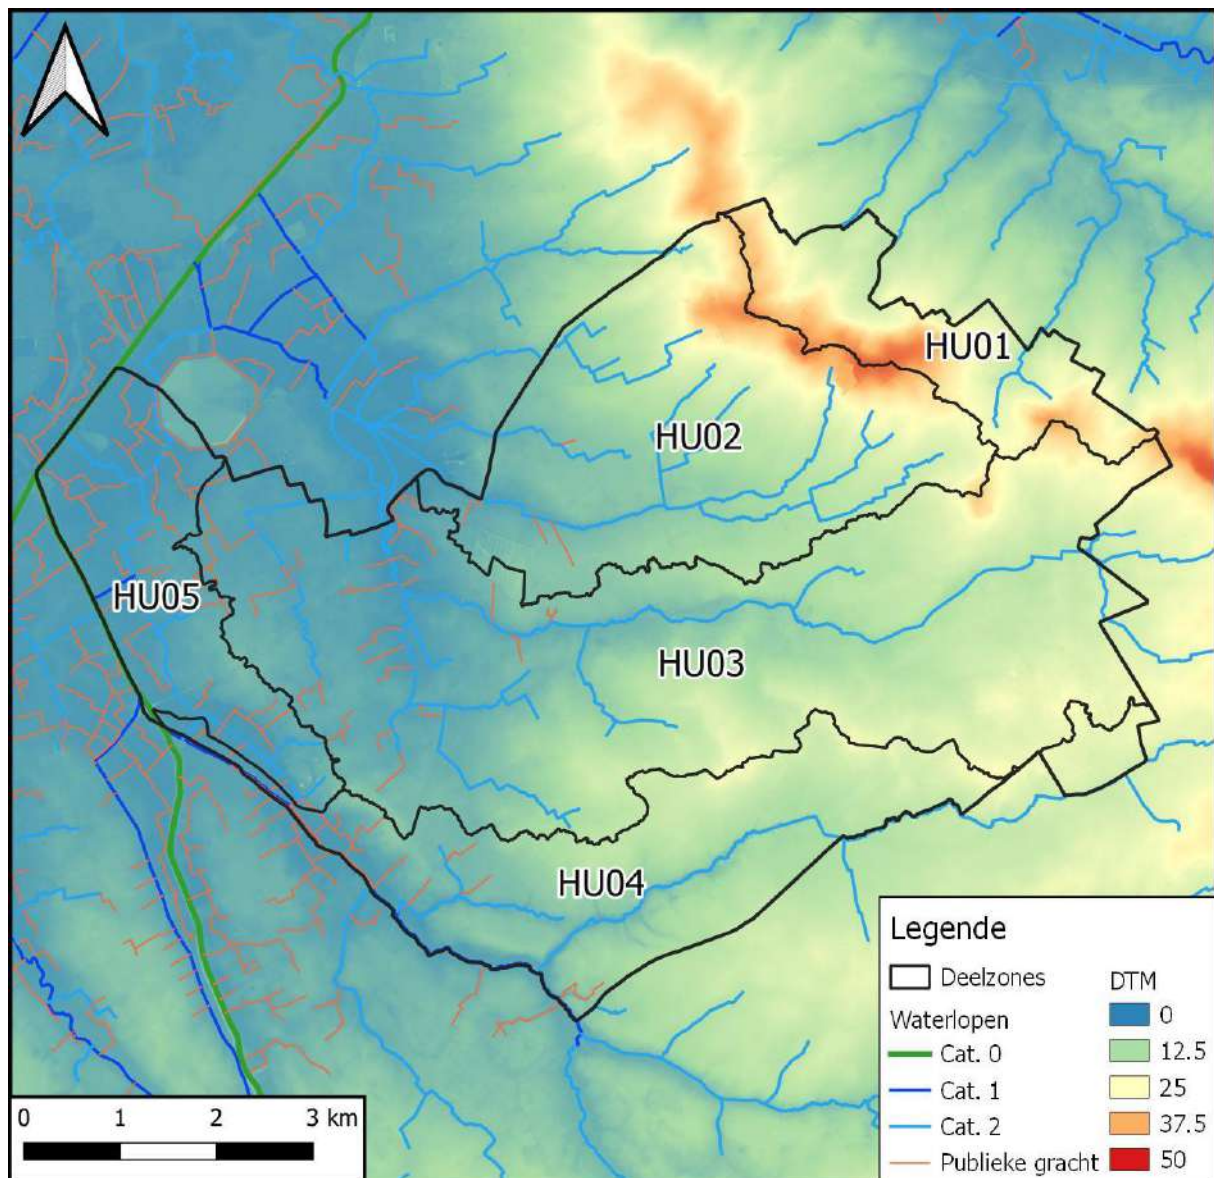 HU01
HU02
HU05
HU03
HU04
Legende
Deelzones
Waterlopen
Cat. 0
Cat. 1
Cat. 2
Publieke gracht
DTM
0
12.5
25
37.5
50
0 1 2 3 km